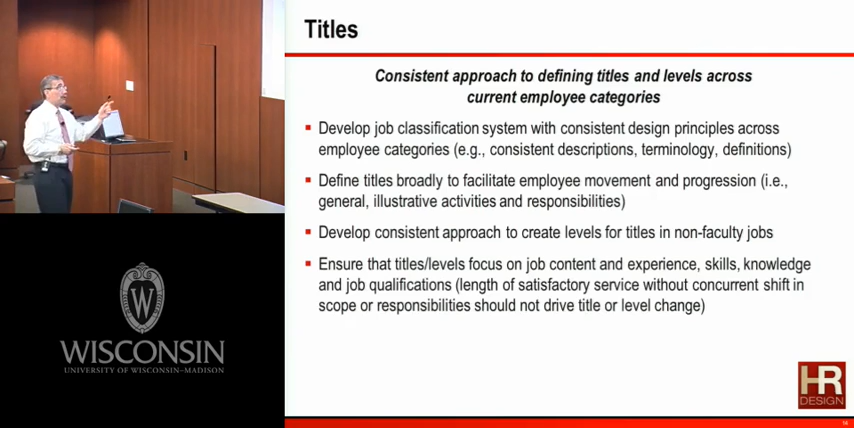 Titles
Consistent approach to defining titles and levels across
current employee categories
Develop job classification system with consistent design principles across
employee categories (e.g., consistent descriptions, terminology, definitions)
Define titles broadly to facilitate employee movement and progression (i.e.,
general, illustrative activities and responsibilities)
Develop consistent approach to create levels for titles in non-faculty jobs
Ensure that titles/levels focus on job content and experience, skills, knowledge
and job qualifications (length of satisfactory service without concurrent shift in
scope or responsibilities should not drive title or level change)
W
WISCONSIN
UNIVERSITY OF WISCONSIN–MADISON
HR
DESIGN